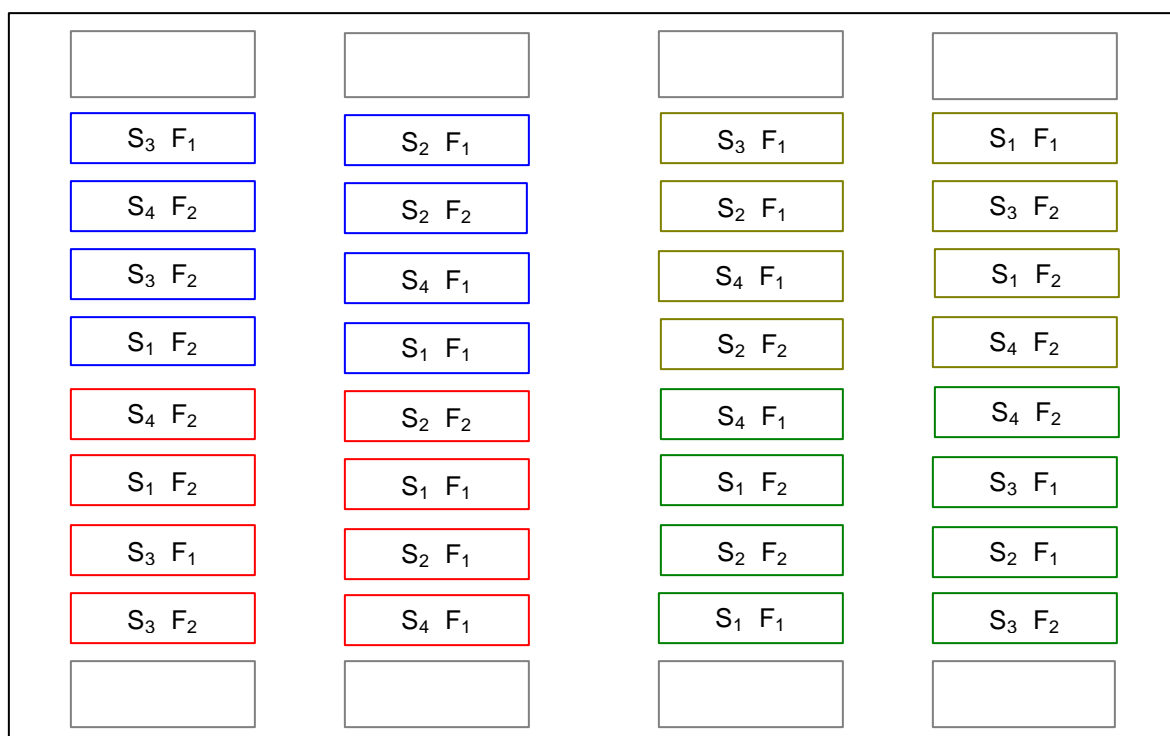 S₃ F₁ S₂ F₁ S₃ F₁ S₁ F₁
S₄ F₂ S₂ F₂ S₂ F₁ S₃ F₂
S₃ F₂ S₄ F₁ S₄ F₁ S₁ F₂
S₁ F₂ S₁ F₁ S₂ F₂ S₄ F₂
S₄ F₂ S₂ F₂ S₄ F₁ S₄ F₂
S₁ F₂ S₁ F₁ S₁ F₂ S₃ F₁
S₃ F₁ S₂ F₁ S₂ F₂ S₂ F₁
S₃ F₂ S₄ F₁ S₁ F₁ S₃ F₂